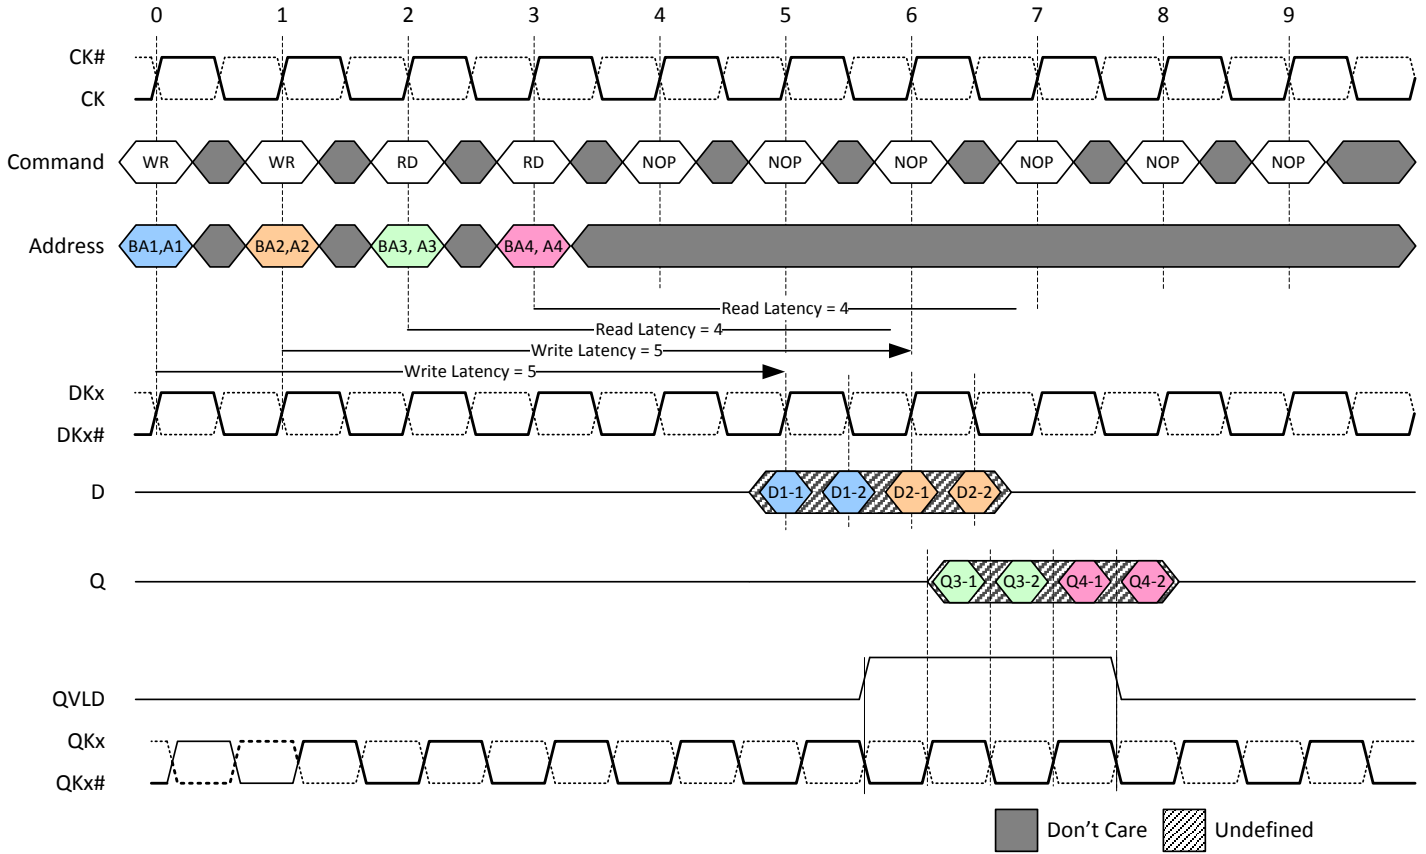 0 1 2 3 4 5 6 7 8 9
CK#
CK
Command WR WR RD RD NOP NOP NOP NOP NOP NOP
Address BA1,A1 BA2,A2 BA3, A3 BA4, A4
Read Latency = 4
Read Latency = 4
Write Latency = 5
Write Latency = 5
DKx
DKx#
D D1-1 D1-2 D2-1 D2-2
Q Q3-1 Q3-2 Q4-1 Q4-2
QVLD
QKx
QKx#
Don't Care Undefined